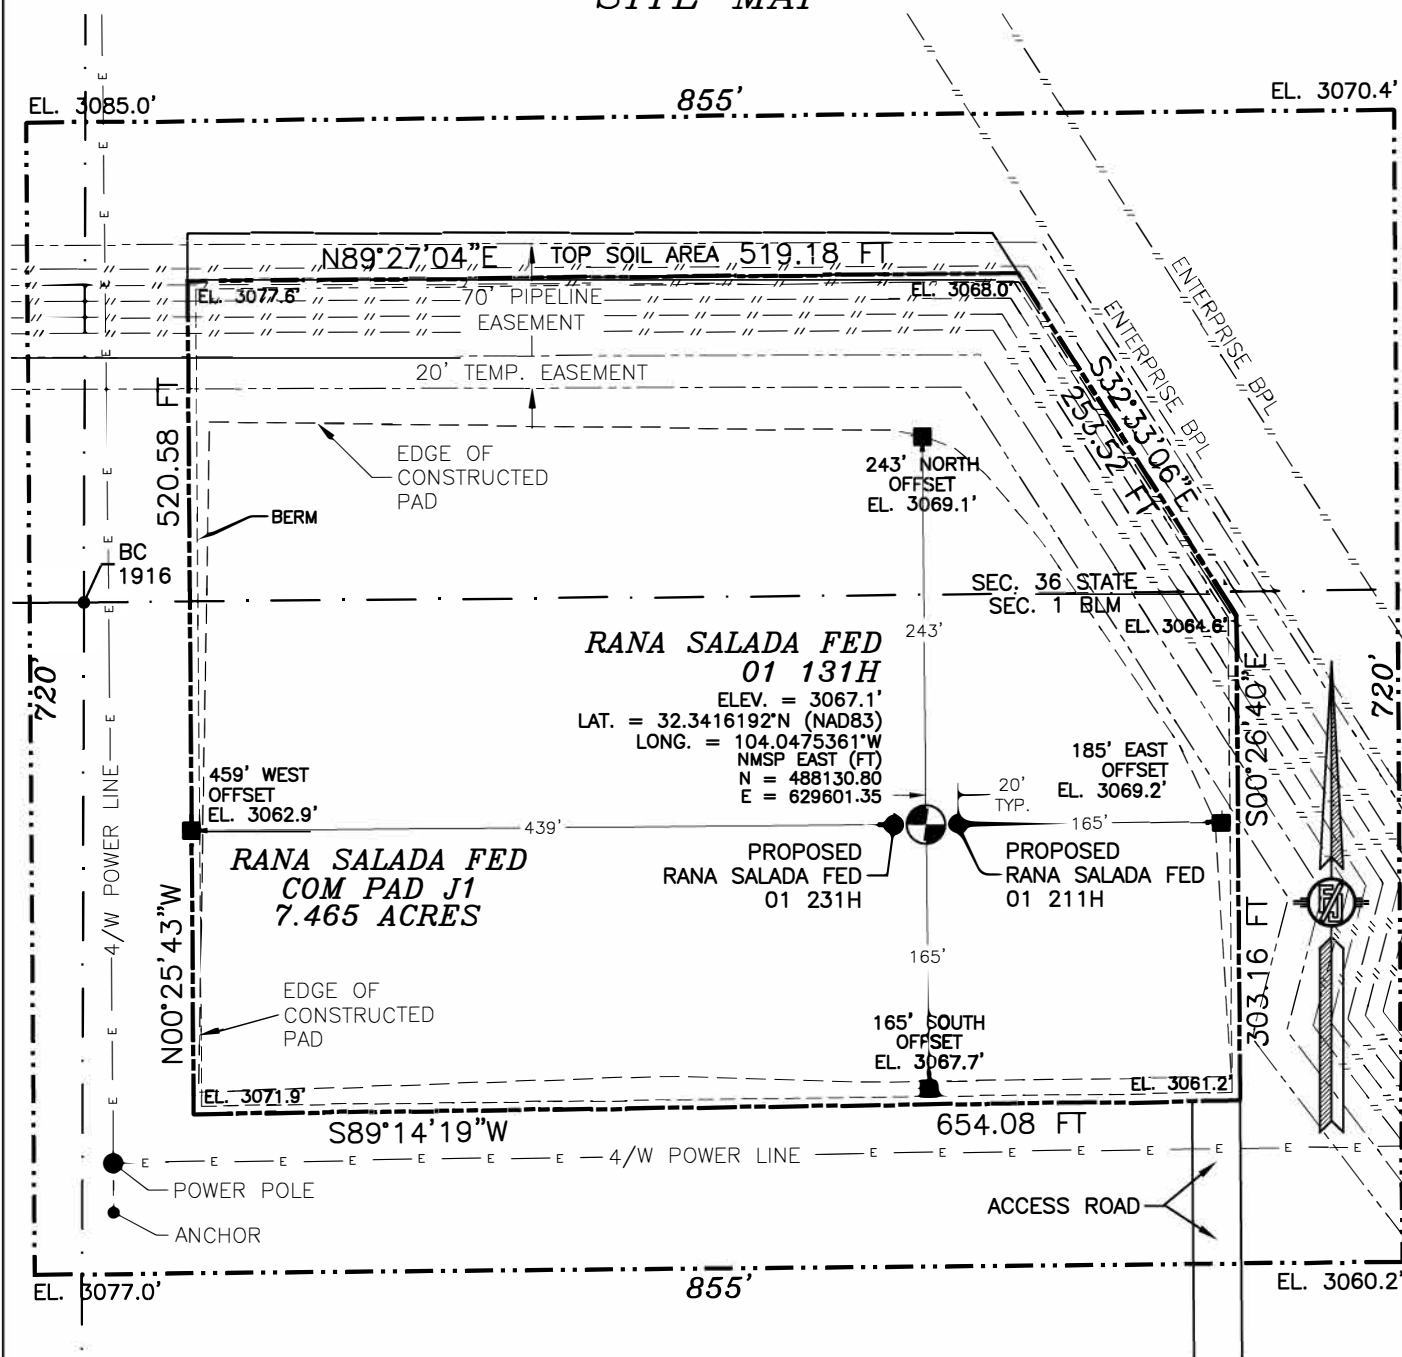 SITE MAP
EL. 3085.0'
855'
EL. 3070.4'
N89°27'04"E
TOP SOIL AREA
519.18 FT
EL. 3077.6'
70' PIPELINE
EASEMENT
EL. 3068.0'
ENTERPRISE BPL
ENTERPRISE BPL
20' TEMP. EASEMENT
S32°33'06"E
253.52 FT
520.58 FT
EDGE OF
CONSTRUCTED
PAD
243' NORTH
OFFSET
EL. 3069.1'
BERM
BC
1916
SEC. 36 STATE
SEC. 1 BLM
EL. 3064.6'
243'
RANA SALADA FED
01 131H
ELEV. = 3067.1'
LAT. = 32.3416192°N (NAD83)
LONG. = 104.0475361°W
NMSP EAST (FT)
N = 488130.80
E = 629601.35
720'
720'
S00°26'40"E
459' WEST
OFFSET
EL. 3062.9'
185' EAST
OFFSET
EL. 3069.2'
20'
TYP.
439'
165'
4/W POWER LINE
RANA SALADA FED
COM PAD J1
7.465 ACRES
PROPOSED
RANA SALADA FED
01 231H
PROPOSED
RANA SALADA FED
01 211H
N00°25'43"W
165'
303.16 FT
EDGE OF
CONSTRUCTED
PAD
165' SOUTH
OFFSET
EL. 3067.7'
EL. 3071.9'
EL. 3061.2'
S89°14'19"W
654.08 FT
E E E E E E E 4/W POWER LINE E E E E E E E
POWER POLE
ACCESS ROAD
ANCHOR
EL. 3077.0'
855'
EL. 3060.2'